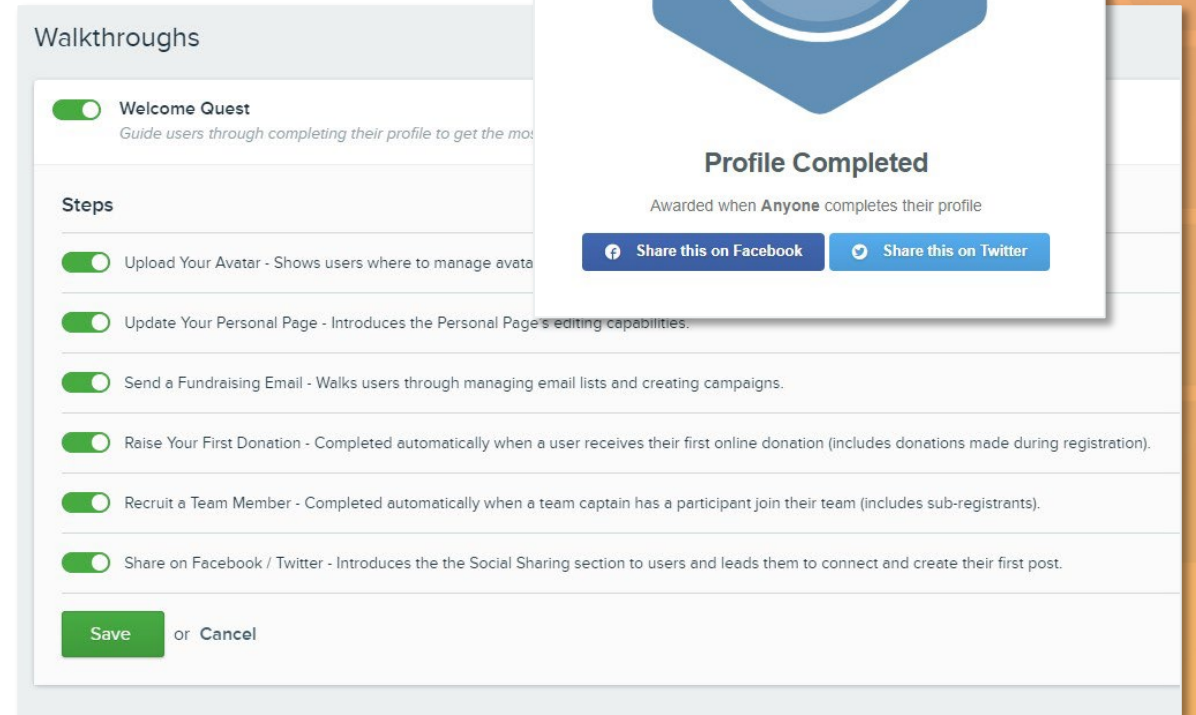 Walkthroughs
Welcome Quest
Guide users through completing their profile to get the
Steps
Upload Your Avatar - Shows users where to manage
Update Your Personal Page - Introduces the Personal Page's editing capabilities.
Send a Fundraising Email - Walks users through managing email lists and creating campaigns.
Raise Your First Donation - Completed automatically when a user receives their first online donation (includes donations made during registration).
Recruit a Team Member - Completed automatically when a team captain has a participant join their team (includes sub-registrants).
Share on Facebook / Twitter - Introduces the the Social Sharing section to users and leads them to connect and create their first post.
Save or Cancel
Profile Completed
Awarded when Anyone completes their profile
Share this on Facebook
Share this on Twitter